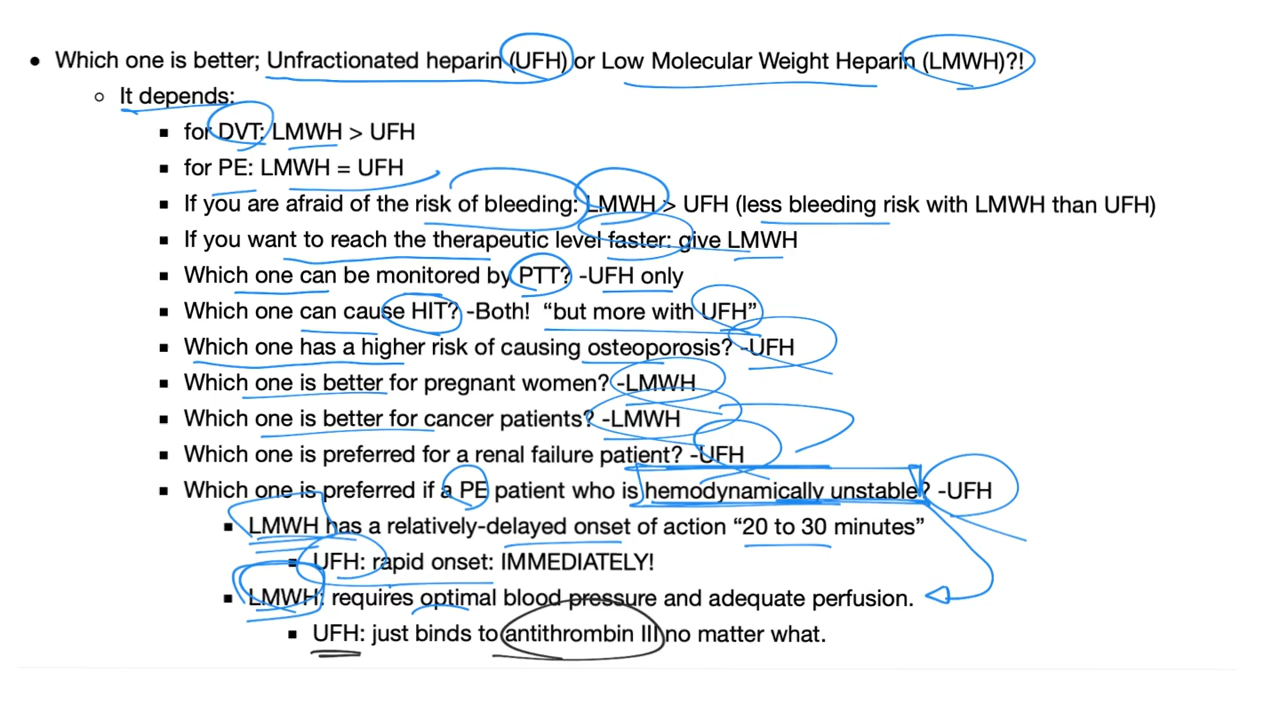 • Which one is better; Unfractionated heparin (UFH) or Low Molecular Weight Heparin (LMWH)?!
◦ It depends:
▪ for DVT: LMWH > UFH
▪ for PE: LMWH = UFH
▪ If you are afraid of the risk of bleeding: LMWH > UFH (less bleeding risk with LMWH than UFH)
▪ If you want to reach the therapeutic level faster: give LMWH
▪ Which one can be monitored by PTT? -UFH only
▪ Which one can cause HIT? -Both! “but more with UFH”
▪ Which one has a higher risk of causing osteoporosis? -UFH
▪ Which one is better for pregnant women? -LMWH
▪ Which one is better for cancer patients? -LMWH
▪ Which one is preferred for a renal failure patient? -UFH
▪ Which one is preferred if a PE patient who is hemodynamically unstable? -UFH
▪ LMWH has a relatively-delayed onset of action “20 to 30 minutes”
▪ UFH: rapid onset: IMMEDIATELY!
▪ LMWH: requires optimal blood pressure and adequate perfusion.
▪ UFH: just binds to antithrombin III no matter what.